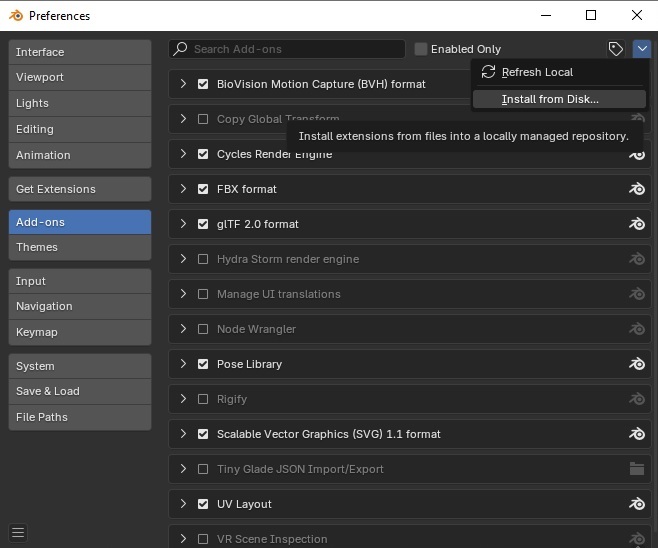 Preferences
Interface
Viewport
Lights
Editing
Animation
Get Extensions
Add-ons
Themes
Input
Navigation
Keymap
System
Save & Load
File Paths
Search Add-ons
Enabled Only
Refresh Local
Install from Disk...
Install extensions from files into a locally managed repository.
BioVision Motion Capture (BVH) format
Copy Global Transform
Cycles Render Engine
FBX format
glTF 2.0 format
Hydra Storm render engine
Manage UI translations
Node Wrangler
Pose Library
Rigify
Scalable Vector Graphics (SVG) 1.1 format
Tiny Glade JSON Import/Export
UV Layout
VR Scene Inspection